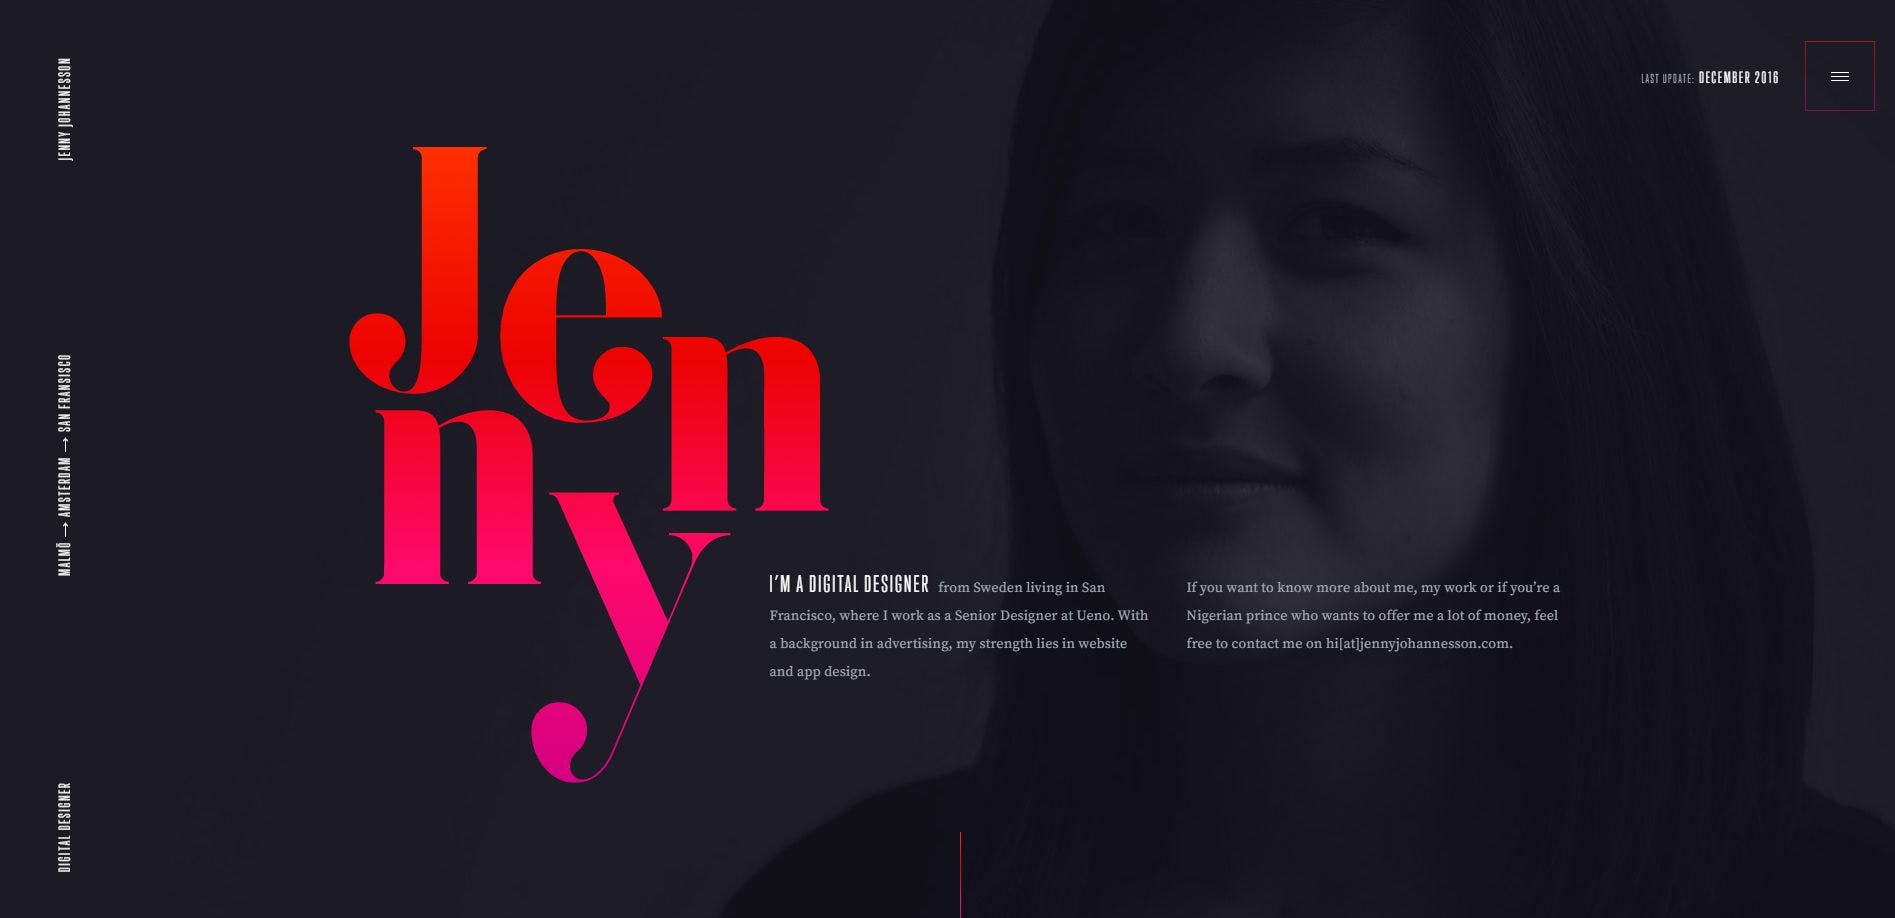 JENNY JOHANNESSON
LAST UPDATE: DECEMBER 2016
Jen
ny
MALMÖ → AMSTERDAM → SAN FRANSISCO
I'M A DIGITAL DESIGNER from Sweden living in San
Francisco, where I work as a Senior Designer at Ueno. With
a background in advertising, my strength lies in website
and app design.
If you want to know more about me, my work or if you're a
Nigerian prince who wants to offer me a lot of money, feel
free to contact me on hi[at]jennyjohannesson.com.
DIGITAL DESIGNER